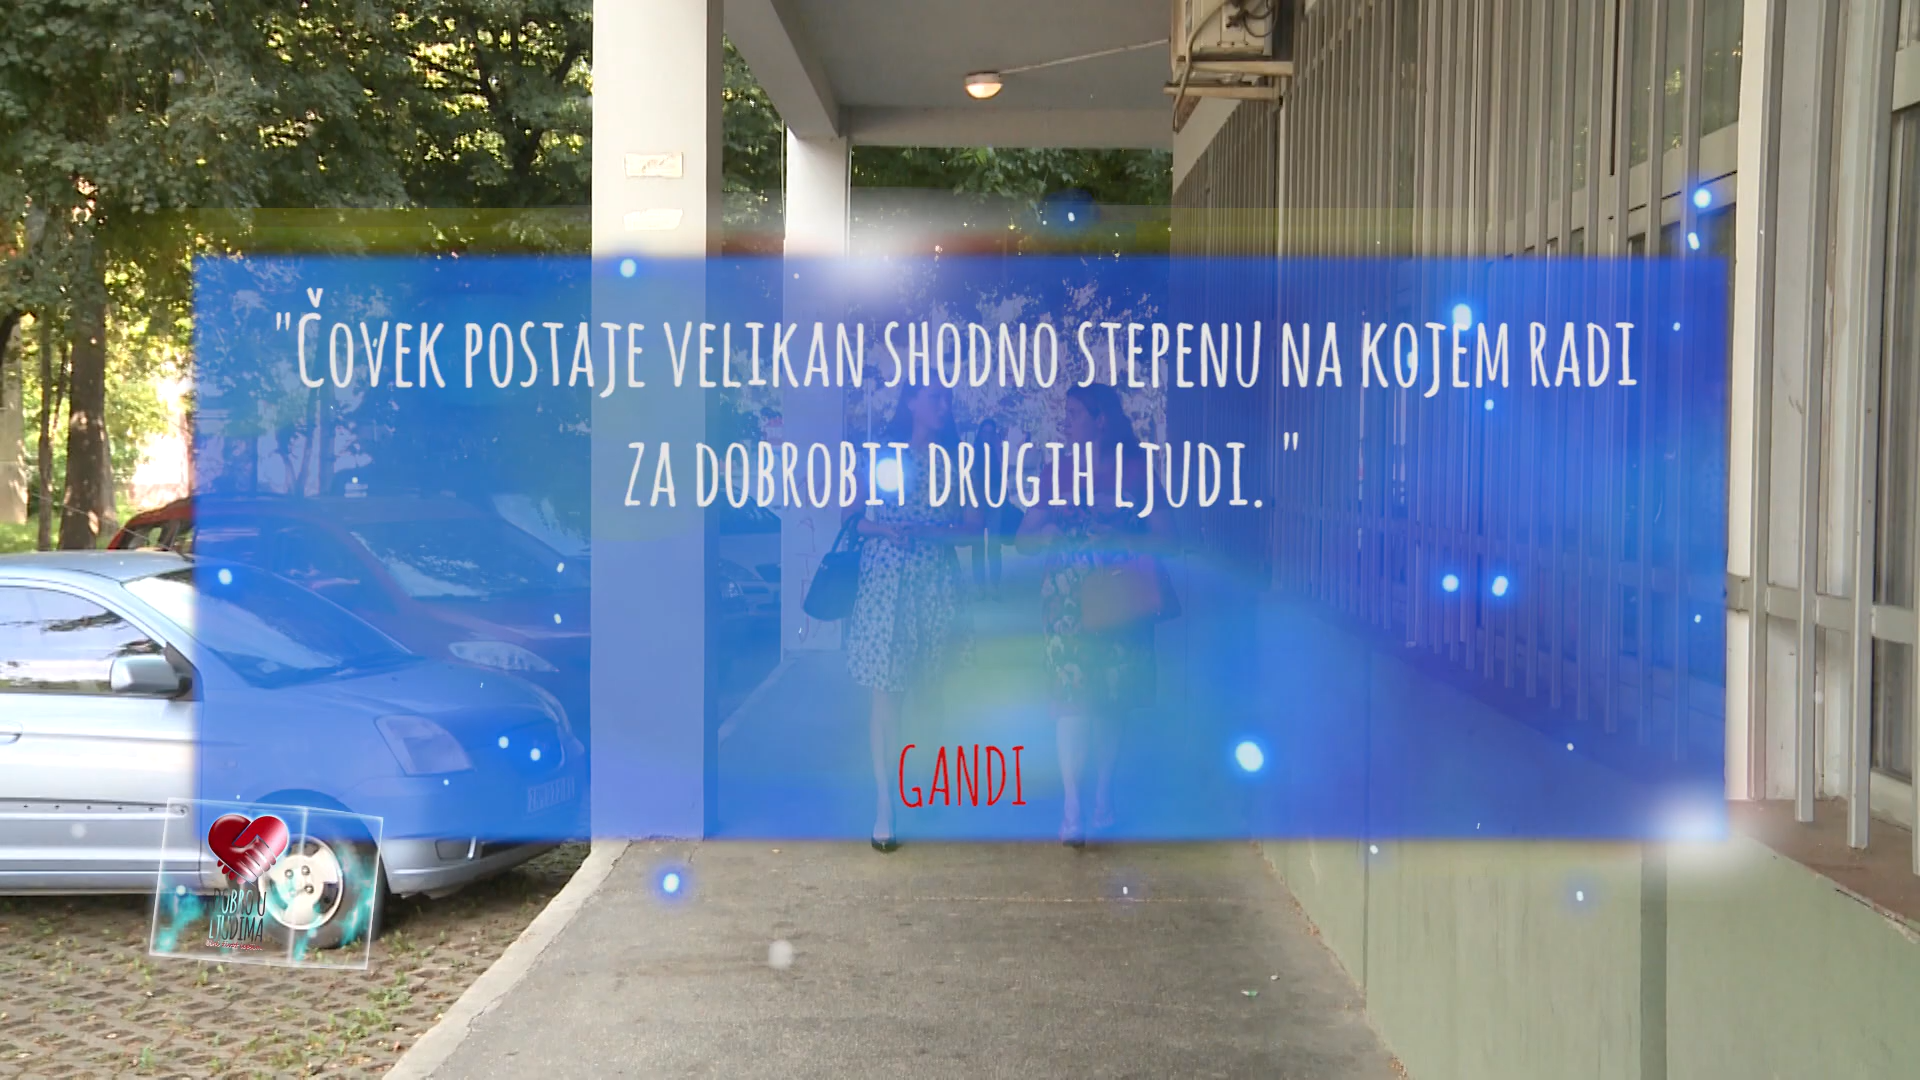 "Čovek postaje velikan shodno stepenu na kojem radi
za dobrobit drugih ljudi. "
GANDI
DOBRO U
LJUDIMA